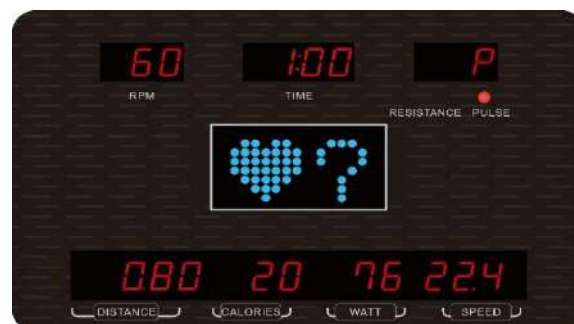 60 1:00 P
RPM TIME
RESISTANCE PULSE
?
0.80 20 76 22.4
DISTANCE CALORIES WATT SPEED